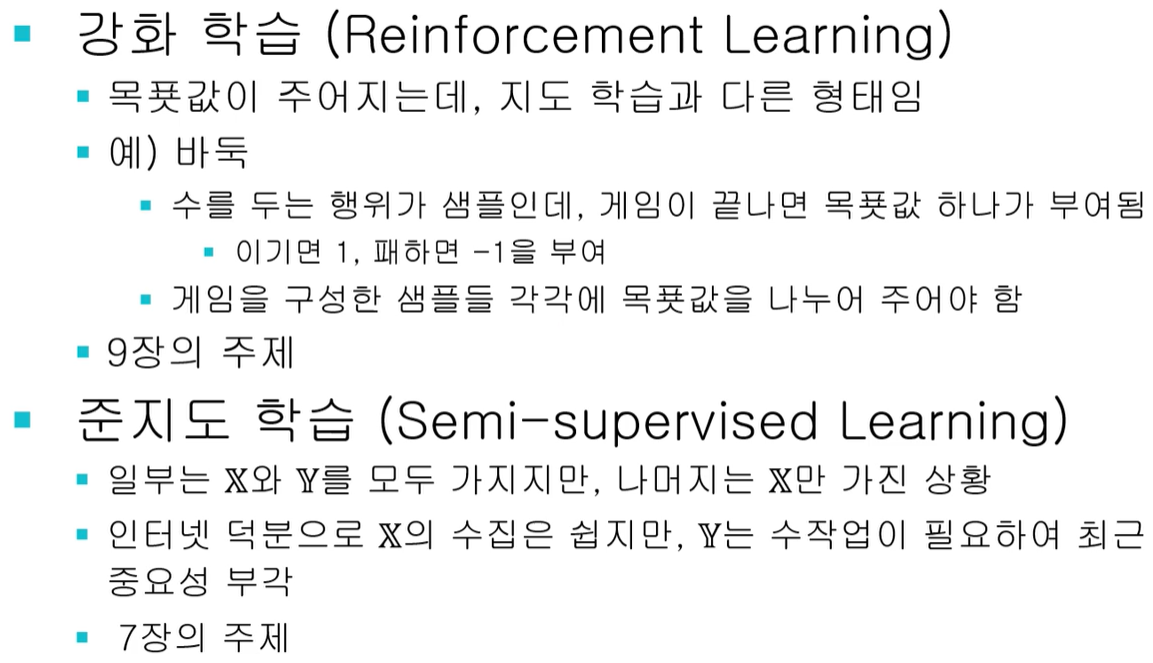 강화 학습 (Reinforcement Learning)
목푯값이 주어지는데, 지도 학습과 다른 형태임
예) 바둑
수를 두는 행위가 샘플인데, 게임이 끝나면 목푯값 하나가 부여됨
이기면 1, 패하면 -1을 부여
게임을 구성한 샘플들 각각에 목푯값을 나누어 주어야 함
9장의 주제
준지도 학습 (Semi-supervised Learning)
일부는 𝕏와 𝕐를 모두 가지지만, 나머지는 𝕏만 가진 상황
인터넷 덕분으로 𝕏의 수집은 쉽지만, 𝕐는 수작업이 필요하여 최근
중요성 부각
7장의 주제